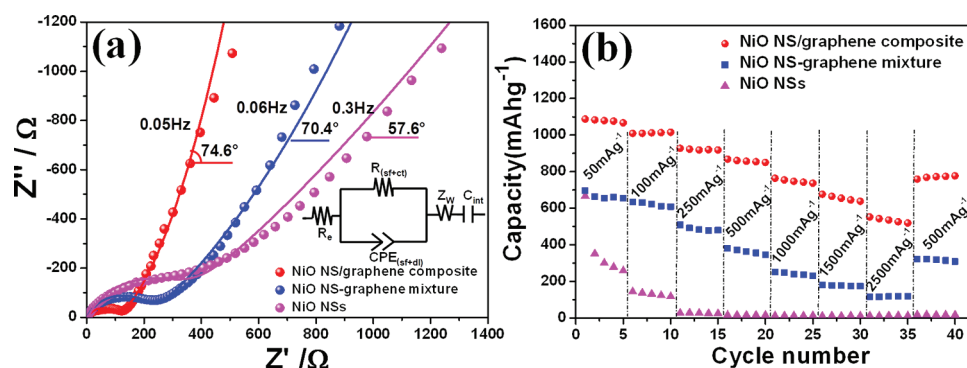 (a)
-1200
-1000
-800
-600
-400
-200
0
Z'' / Ω
0.05Hz
0.06Hz
0.3Hz
74.6°
70.4°
57.6°
R(sf+ct)
Re
CPE(sf+dl)
ZW
Cint
NiO NS/graphene composite
NiO NS-graphene mixture
NiO NSs
0 200 400 600 800 1000 1200 1400
Z' /Ω
(b)
1600
1400
1200
1000
800
600
400
200
0
Capacity(mAhg-1)
NiO NS/graphene composite
NiO NS-graphene mixture
NiO NSs
50mAg-1
100mAg-1
250mAg-1
500mAg-1
1000mAg-1
1500mAg-1
2500mAg-1
500mAg-1
0 5 10 15 20 25 30 35 40
Cycle number